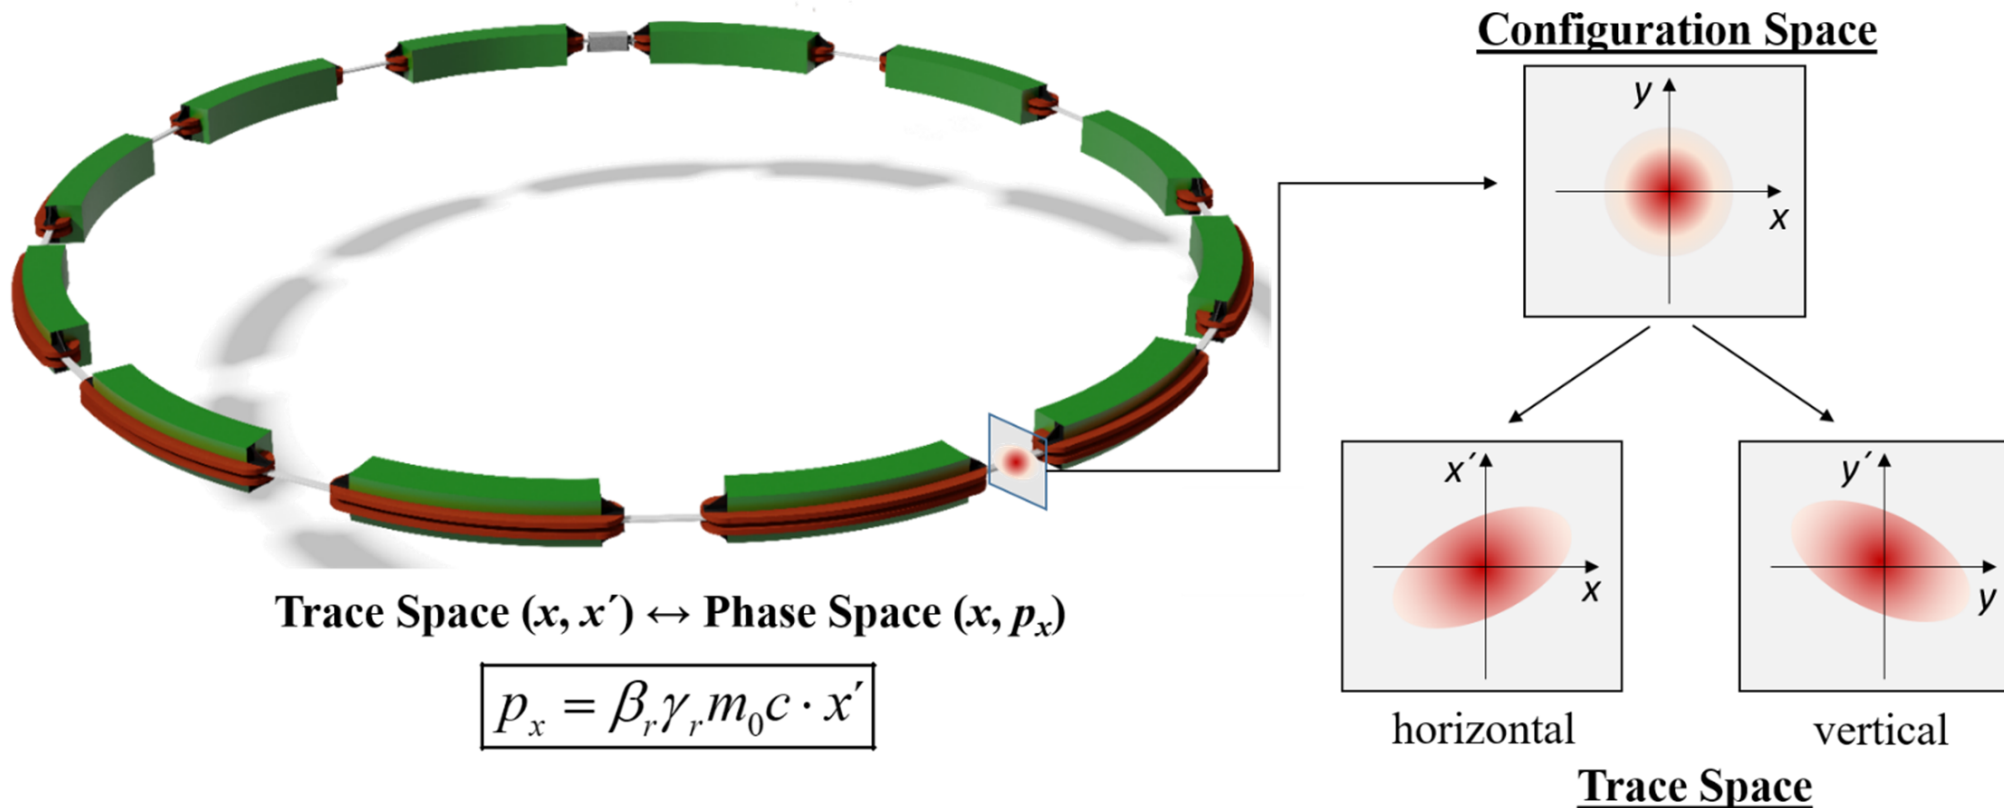 Configuration Space
y
x
Trace Space (x, x´) ↔ Phase Space (x, pₓ)
pₓ = βᵣγᵣm₀c · x′
x´
x
horizontal
y´
y
vertical
Trace Space